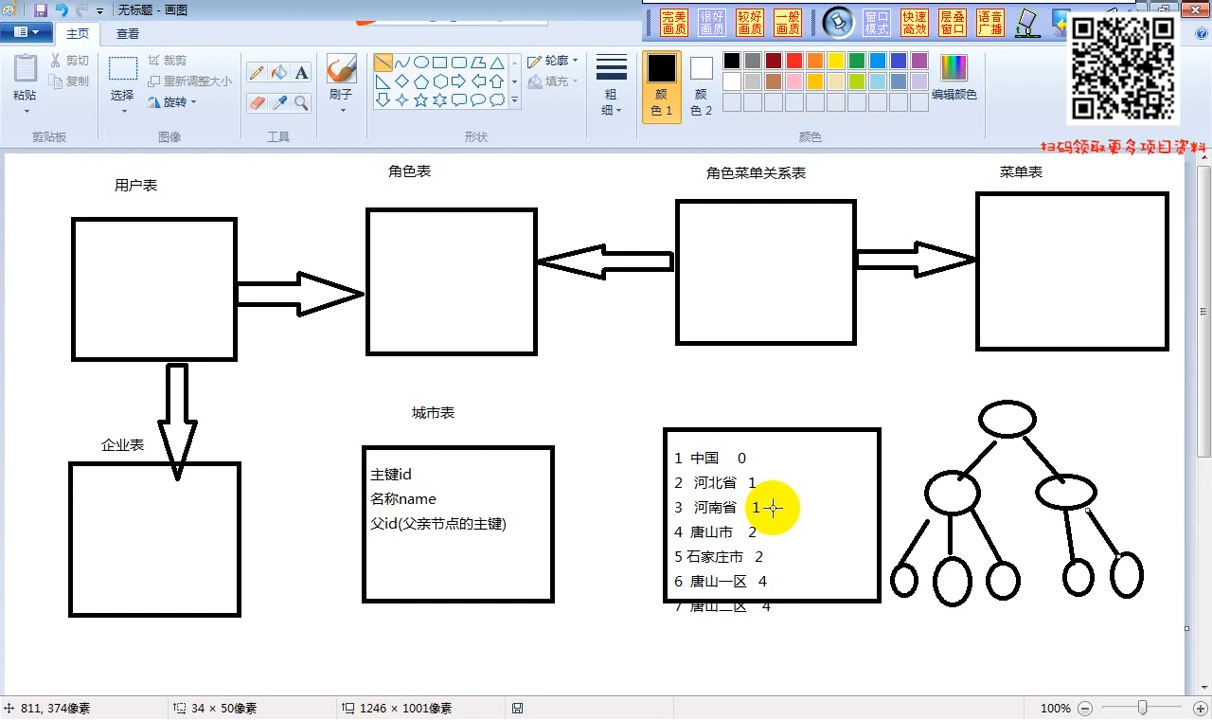 无标题 - 画图
完美画质
很好画质
较好画质
一般画质
窗口模式
快速高效
层叠窗口
语音广播
主页
查看
粘贴
剪切
复制
选择
裁剪
重新调整大小
旋转
A
刷子
轮廓
填充
粗细
颜色 1
颜色 2
编辑颜色
剪贴板
图像
工具
形状
颜色
扫码领取更多项目资料
用户表
角色表
角色菜单关系表
菜单表
企业表
城市表
主键id
名称name
父id(父亲节点的主键)
1 中国 0
2 河北省 1
3 河南省 1
4 唐山市 2
5 石家庄市 2
6 唐山一区 4
7 唐山二区 4
811, 374像素
34 × 50像素
1246 × 1001像素
100%